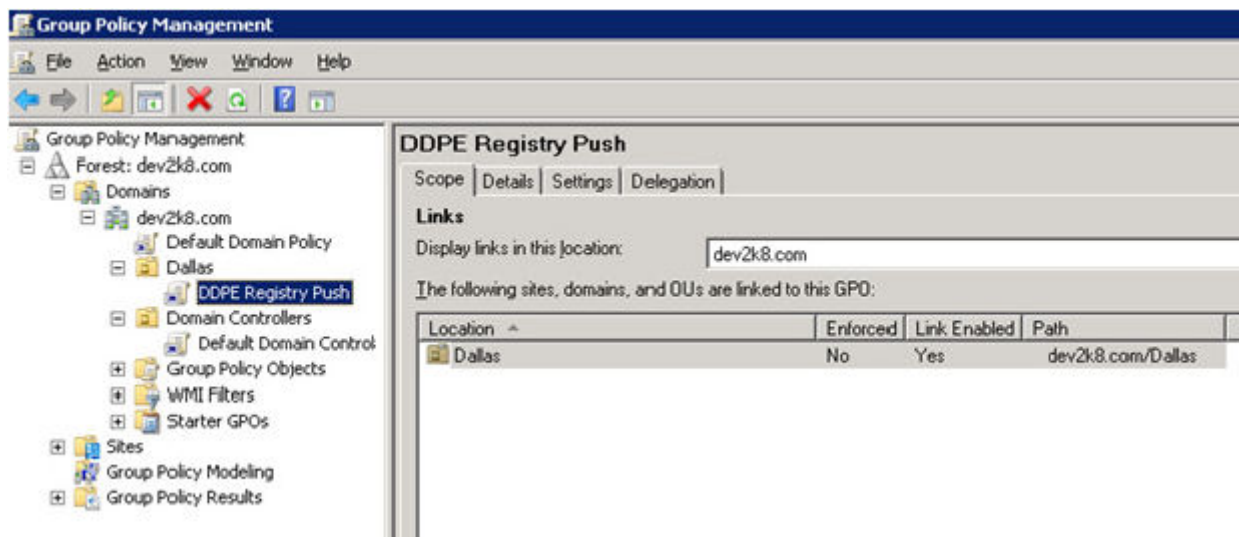 Group Policy Management
File Action View Window Help
Group Policy Management
Forest: dev2k8.com
Domains
dev2k8.com
Default Domain Policy
Dallas
DDPE Registry Push
Domain Controllers
Default Domain Control
Group Policy Objects
WMI Filters
Starter GPOs
Sites
Group Policy Modeling
Group Policy Results
DDPE Registry Push
Scope Details Settings Delegation
Links
Display links in this location: dev2k8.com
The following sites, domains, and OUs are linked to this GPO:
Location Enforced Link Enabled Path
Dallas No Yes dev2k8.com/Dallas